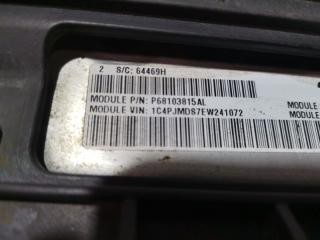 2 S/C: 64469H
MODULE P/N: P68103815AL
MODULE VIN: 1C4PJMDS7EW241072
MODULE
MODULE